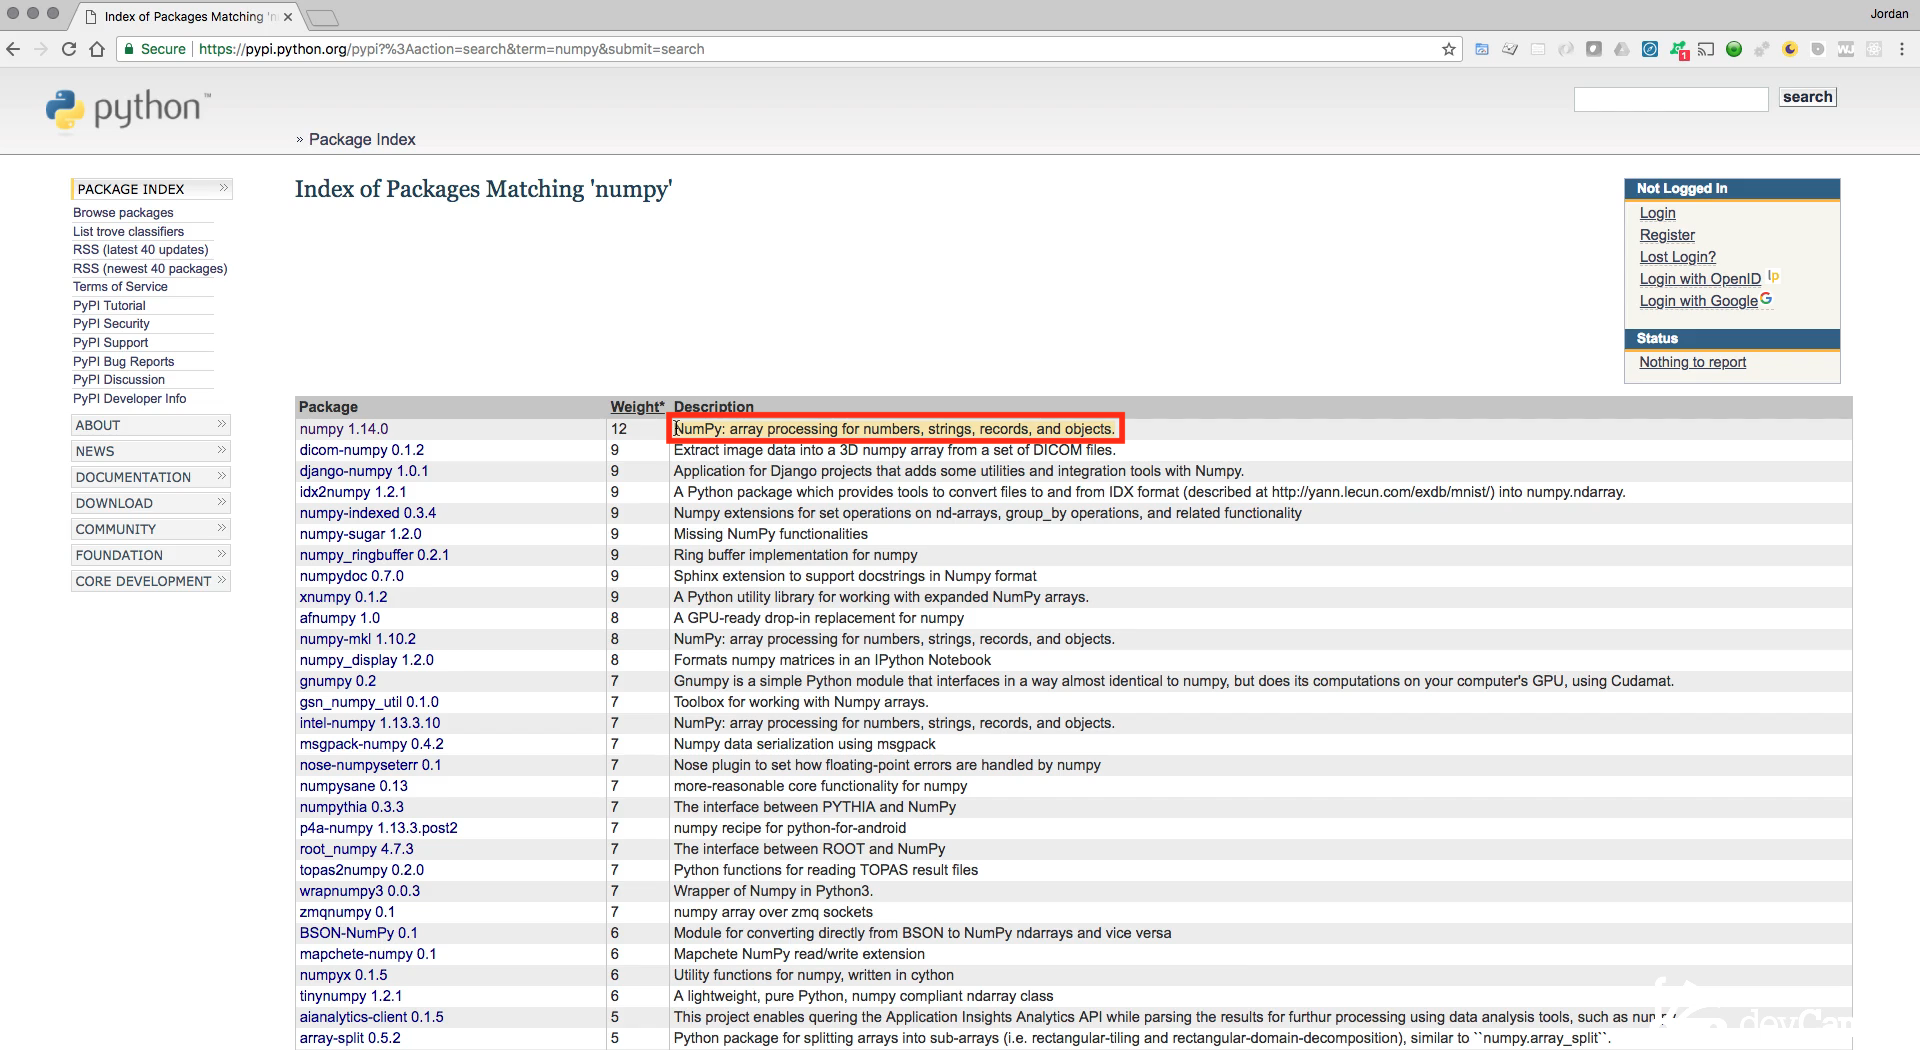 Index of Packages Matching 'n
Jordan
Secure
https://pypi.python.org/pypi?%3Aaction=search&term=numpy&submit=search
1
python™
search
» Package Index
PACKAGE INDEX »
Browse packages
List trove classifiers
RSS (latest 40 updates)
RSS (newest 40 packages)
Terms of Service
PyPI Tutorial
PyPI Security
PyPI Support
PyPI Bug Reports
PyPI Discussion
PyPI Developer Info
ABOUT »
NEWS »
DOCUMENTATION »
DOWNLOAD »
COMMUNITY »
FOUNDATION »
CORE DEVELOPMENT »
Index of Packages Matching 'numpy'
Not Logged In
Login
Register
Lost Login?
Login with OpenID
Login with Google
Status
Nothing to report
Package Weight* Description
numpy 1.14.0 12 NumPy: array processing for numbers, strings, records, and objects.
dicom-numpy 0.1.2 9 Extract image data into a 3D numpy array from a set of DICOM files.
django-numpy 1.0.1 9 Application for Django projects that adds some utilities and integration tools with Numpy.
idx2numpy 1.2.1 9 A Python package which provides tools to convert files to and from IDX format (described at http://yann.lecun.com/exdb/mnist/) into numpy.ndarray.
numpy-indexed 0.3.4 9 Numpy extensions for set operations on nd-arrays, group_by operations, and related functionality
numpy-sugar 1.2.0 9 Missing NumPy functionalities
numpy_ringbuffer 0.2.1 9 Ring buffer implementation for numpy
numpydoc 0.7.0 9 Sphinx extension to support docstrings in Numpy format
xnumpy 0.1.2 9 A Python utility library for working with expanded NumPy arrays.
afnumpy 1.0 8 A GPU-ready drop-in replacement for numpy
numpy-mkl 1.10.2 8 NumPy: array processing for numbers, strings, records, and objects.
numpy_display 1.2.0 8 Formats numpy matrices in an IPython Notebook
gnumpy 0.2 7 Gnumpy is a simple Python module that interfaces in a way almost identical to numpy, but does its computations on your computer's GPU, using Cudamat.
gsn_numpy_util 0.1.0 7 Toolbox for working with Numpy arrays.
intel-numpy 1.13.3.10 7 NumPy: array processing for numbers, strings, records, and objects.
msgpack-numpy 0.4.2 7 Numpy data serialization using msgpack
nose-numpyseterr 0.1 7 Nose plugin to set how floating-point errors are handled by numpy
numpysane 0.13 7 more-reasonable core functionality for numpy
numpythia 0.3.3 7 The interface between PYTHIA and NumPy
p4a-numpy 1.13.3.post2 7 numpy recipe for python-for-android
root_numpy 4.7.3 7 The interface between ROOT and NumPy
topas2numpy 0.2.0 7 Python functions for reading TOPAS result files
wrapnumpy3 0.0.3 7 Wrapper of Numpy in Python3.
zmqnumpy 0.1 7 numpy array over zmq sockets
BSON-NumPy 0.1 6 Module for converting directly from BSON to NumPy ndarrays and vice versa
mapchete-numpy 0.1 6 Mapchete NumPy read/write extension
numpyx 0.1.5 6 Utility functions for numpy, written in cython
tinynumpy 1.2.1 6 A lightweight, pure Python, numpy compliant ndarray class
aianalytics-client 0.1.5 5 This project enables quering the Application Insights Analytics API while parsing the results for furthur processing using data analysis tools, such as numpy
array-split 0.5.2 5 Python package for splitting arrays into sub-arrays (i.e. rectangular-tiling and rectangular-domain-decomposition), similar to ``numpy.array_split``.